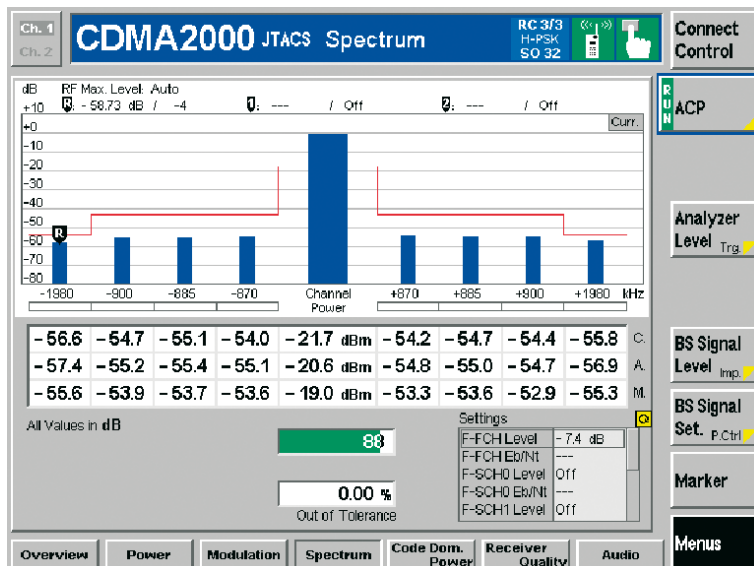 Ch. 1
Ch. 2
CDMA2000 JTACS Spectrum
RC 3/3
H-PSK
SO 32
Connect
Control
dB RF Max. Level: Auto
+10 R: - 58.73 dB / -4 1: --- / Off 2: --- / Off
Curr.
+0
-10
-20
-30
-40
-50
-60
-70
-80
R
-1980 -900 -885 -870 Channel Power +870 +885 +900 +1980 kHz
- 56.6 - 54.7 - 55.1 - 54.0 - 21.7 dBm - 54.2 - 54.7 - 54.4 - 55.8 C.
- 57.4 - 55.2 - 55.4 - 55.1 - 20.6 dBm - 54.8 - 55.0 - 54.7 - 56.9 A.
- 55.6 - 53.9 - 53.7 - 53.6 - 19.0 dBm - 53.3 - 53.6 - 52.9 - 55.3 M.
All Values in dB
88
0.00 %
Out of Tolerance
Settings
F-FCH Level - 7.4 dB
F-FCH Eb/Nt ---
F-SCH0 Level Off
F-SCH0 Eb/Nt ---
F-SCH1 Level Off
RUN
ACP
Analyzer
Level Trg.
BS Signal
Level Imp.
BS Signal
Set. P.Ctrl
Marker
Menus
Overview Power Modulation Spectrum Code Dom. Power Receiver Quality Audio